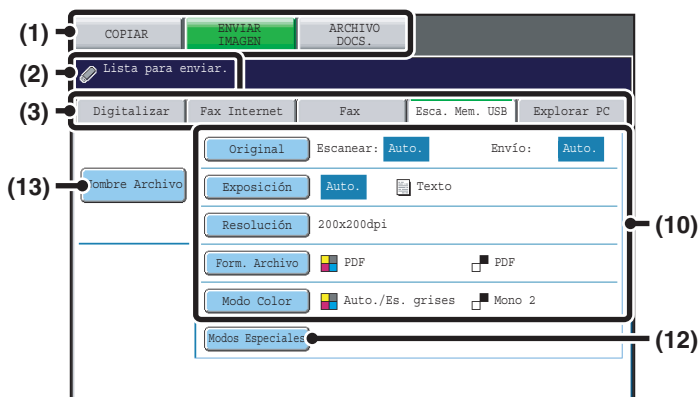 (1) COPIAR ENVIAR IMAGEN ARCHIVO DOCS.
(2) Lista para enviar.
(3) Digitalizar Fax Internet Fax Esca. Mem. USB Explorar PC
Original Escanear: Auto. Envío: Auto.
(13) Nombre Archivo Exposición Auto. Texto
Resolución 200x200dpi (10)
Form. Archivo PDF PDF
Modo Color Auto./Es. grises Mono 2
Modos Especiales (12)